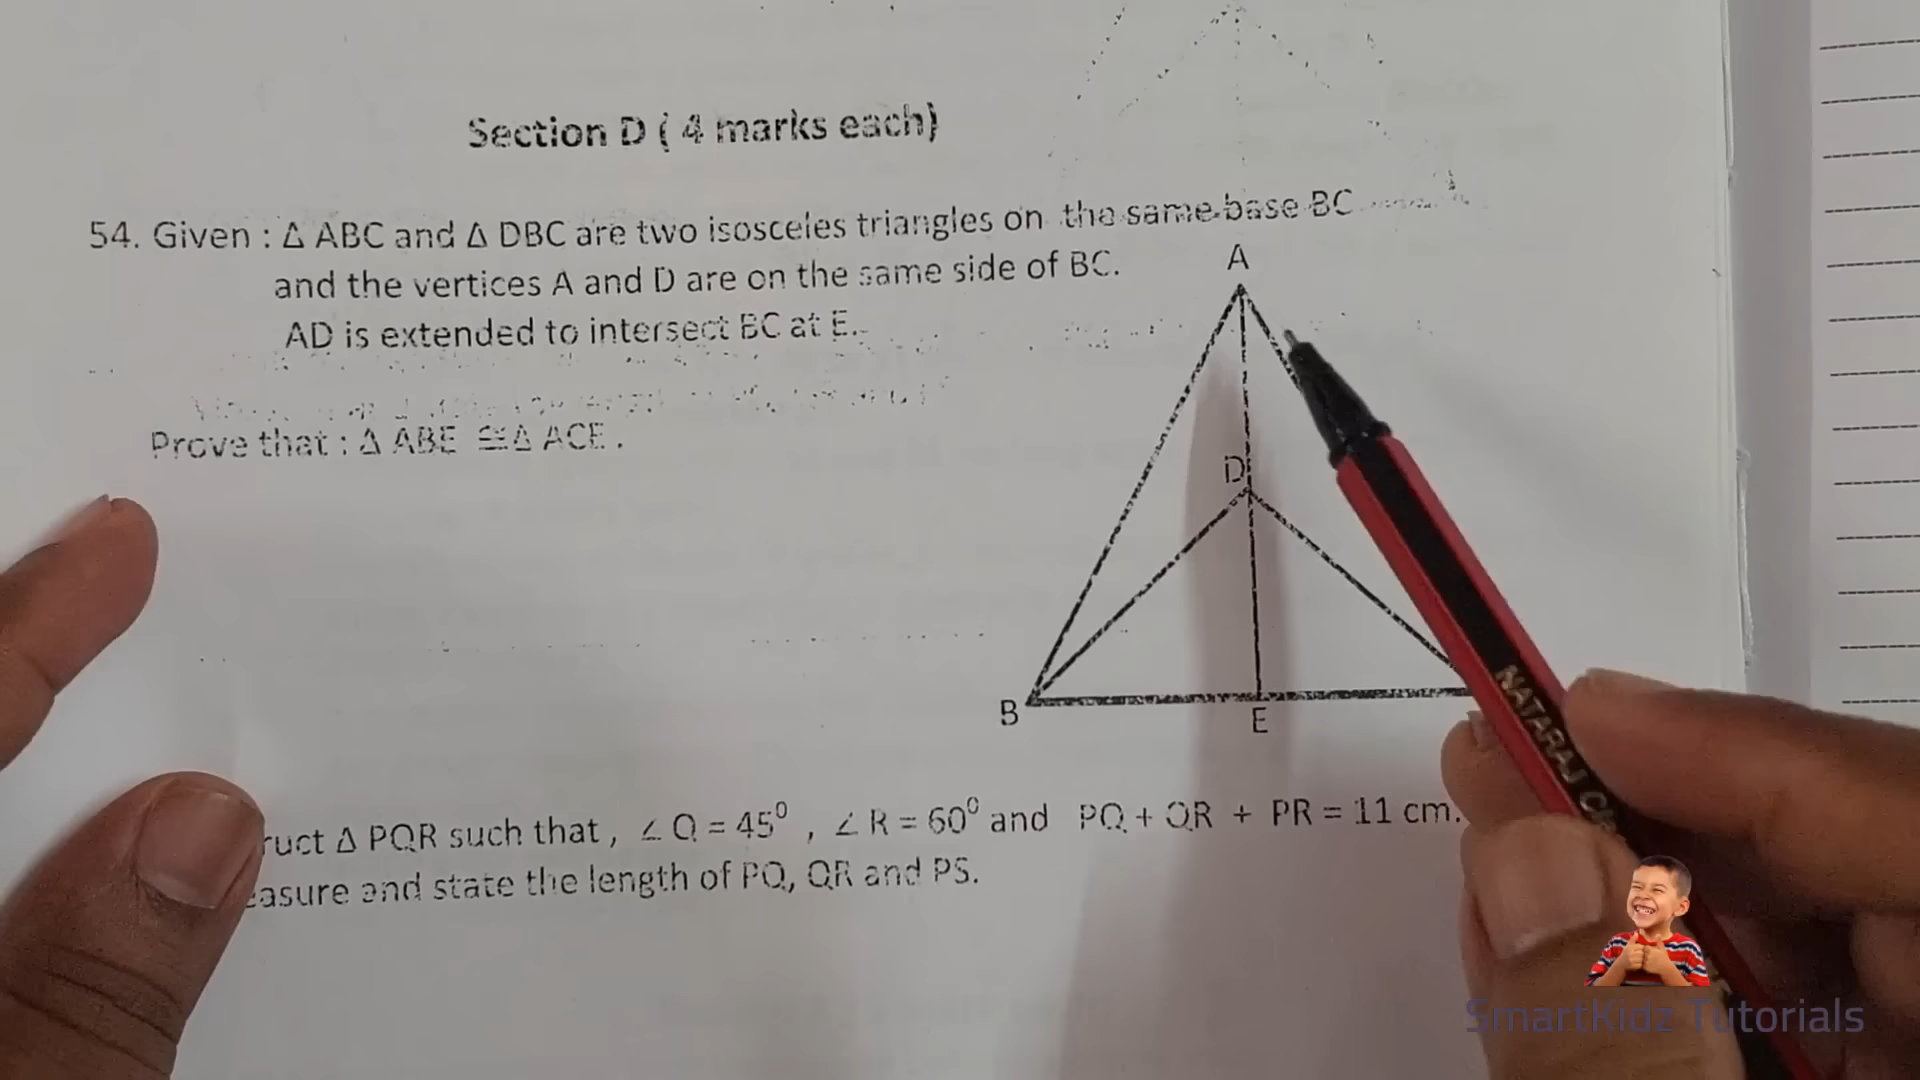 Section D ( 4 marks each)
54. Given : Δ ABC and Δ DBC are two isosceles triangles on the same base BC
and the vertices A and D are on the same side of BC.
AD is extended to intersect BC at E.
Prove that : Δ ABE ≅ Δ ACE .
A
D
B
E
ruct Δ PQR such that , ∠ Q = 45⁰ , ∠ R = 60⁰ and PQ + QR + PR = 11 cm.
easure and state the length of PQ, QR and PS.
NATARAJ
SmartKidz Tutorials